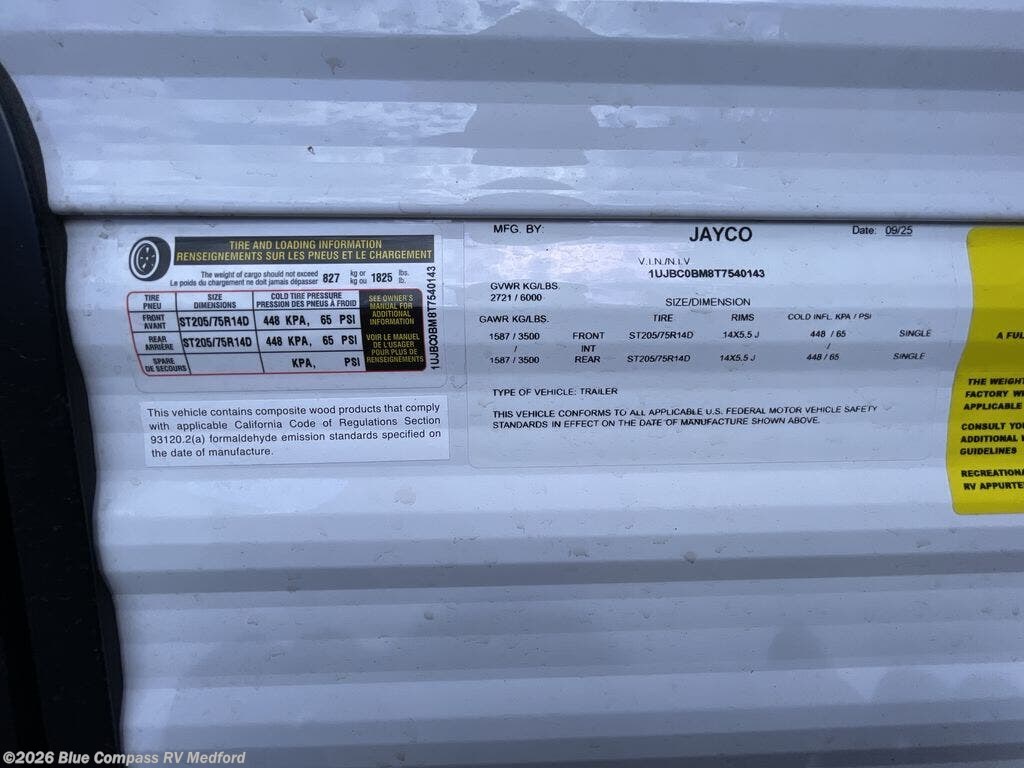 TIRE AND LOADING INFORMATION
RENSEIGNEMENTS SUR LES PNEUS ET LE CHARGEMENT
The weight of cargo should not exceed 827 kg or 1825 lbs.
Le poids du chargement ne doit jamais dépasser kg ou lb.
TIRE SIZE COLD TIRE PRESSURE
PNEU DIMENSIONS PRESSION DES PNEUS À FROID
FRONT
AVANT ST205/75R14D 448 KPA, 65 PSI
REAR
ARRIÈRE ST205/75R14D 448 KPA, 65 PSI
SPARE
DE SECOURS KPA, PSI
SEE OWNER'S
MANUAL FOR
ADDITIONAL
INFORMATION
VOIR LE MANUEL
DE L'USAGER
POUR PLUS DE
RENSEIGNEMENTS
1UJBC0BM8T7540143
This vehicle contains composite wood products that comply
with applicable California Code of Regulations Section
93120.2(a) formaldehyde emission standards specified on
the date of manufacture.
MFG. BY: JAYCO Date: 09/25
V.I.N./N.I.V
1UJBC0BM8T7540143
GVWR KG/LBS.
2721 / 6000
SIZE/DIMENSION
GAWR KG/LBS. TIRE RIMS COLD INFL. KPA / PSI
1587 / 3500 FRONT ST205/75R14D 14X5.5 J 448 / 65 SINGLE
/ INT /
1587 / 3500 REAR ST205/75R14D 14X5.5 J 448 / 65 SINGLE
TYPE OF VEHICLE: TRAILER
THIS VEHICLE CONFORMS TO ALL APPLICABLE U.S. FEDERAL MOTOR VEHICLE SAFETY
STANDARDS IN EFFECT ON THE DATE OF MANUFACTURE SHOWN ABOVE.
A FUL
THE WEIGHT
FACTORY
APPLICABLE
CONSULT YOU
ADDITIONAL
GUIDELINES
RECREATIONA
RV APPURTE
©2026 Blue Compass RV Medford